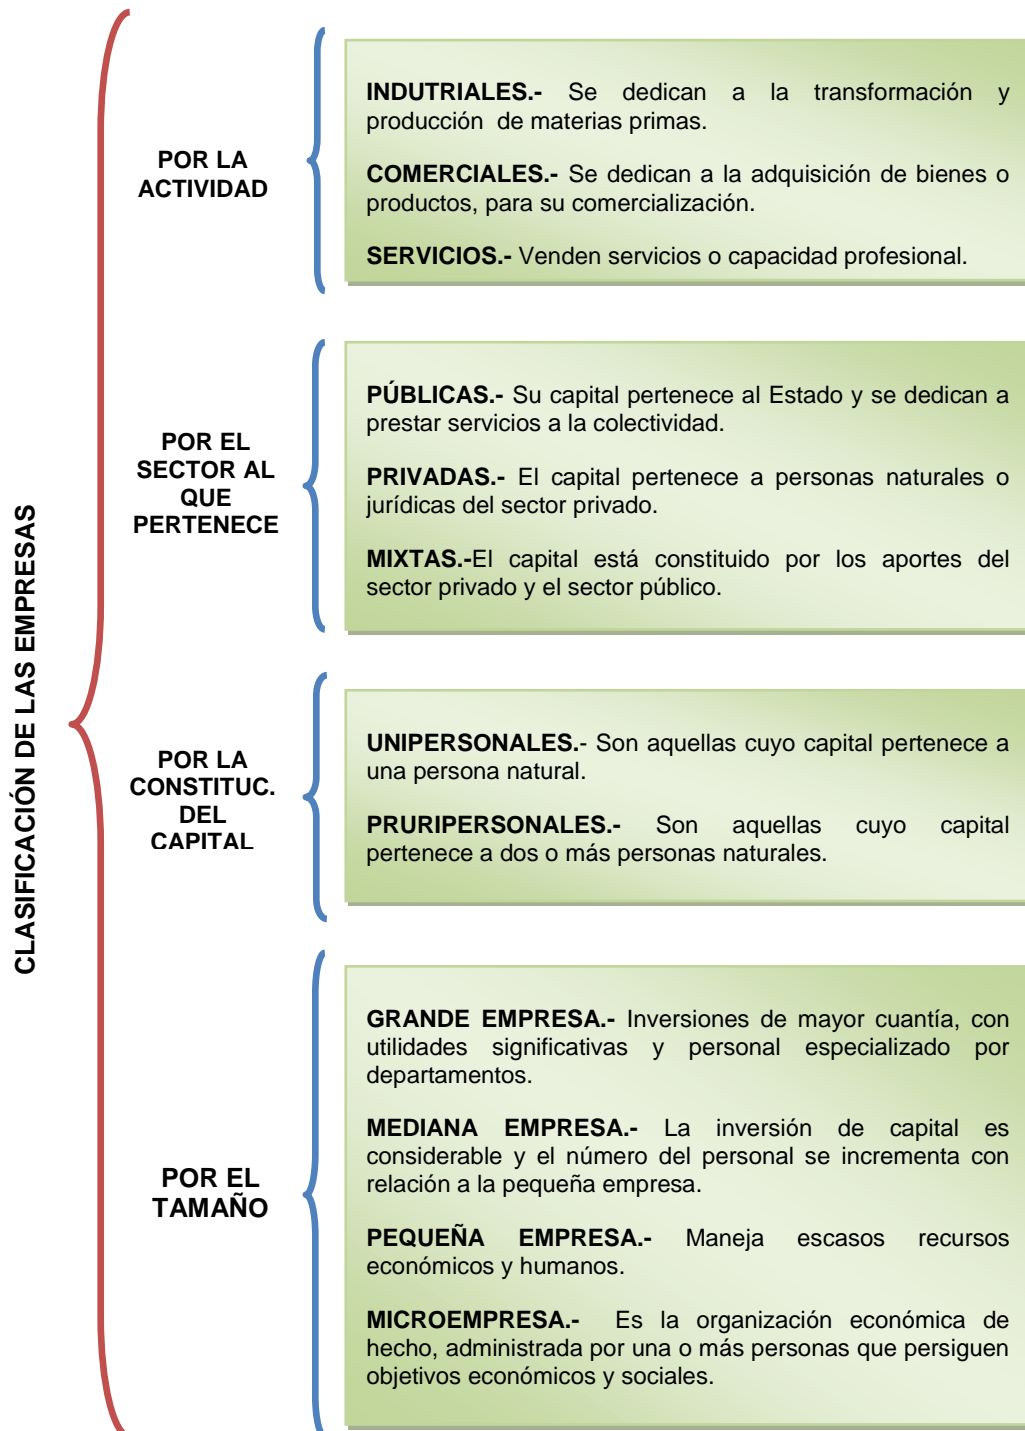 CLASIFICACIÓN DE LAS EMPRESAS
POR LA
ACTIVIDAD
INDUTRIALES.- Se dedican a la transformación y
producción de materias primas.
COMERCIALES.- Se dedican a la adquisición de bienes o
productos, para su comercialización.
SERVICIOS.- Venden servicios o capacidad profesional.
POR EL
SECTOR AL
QUE
PERTENECE
PÚBLICAS.- Su capital pertenece al Estado y se dedican a
prestar servicios a la colectividad.
PRIVADAS.- El capital pertenece a personas naturales o
jurídicas del sector privado.
MIXTAS.-El capital está constituido por los aportes del
sector privado y el sector público.
POR LA
CONSTITUC.
DEL
CAPITAL
UNIPERSONALES.- Son aquellas cuyo capital pertenece a
una persona natural.
PRURIPERSONALES.- Son aquellas cuyo capital
pertenece a dos o más personas naturales.
POR EL
TAMAÑO
GRANDE EMPRESA.- Inversiones de mayor cuantía, con
utilidades significativas y personal especializado por
departamentos.
MEDIANA EMPRESA.- La inversión de capital es
considerable y el número del personal se incrementa con
relación a la pequeña empresa.
PEQUEÑA EMPRESA.- Maneja escasos recursos
económicos y humanos.
MICROEMPRESA.- Es la organización económica de
hecho, administrada por una o más personas que persiguen
objetivos económicos y sociales.